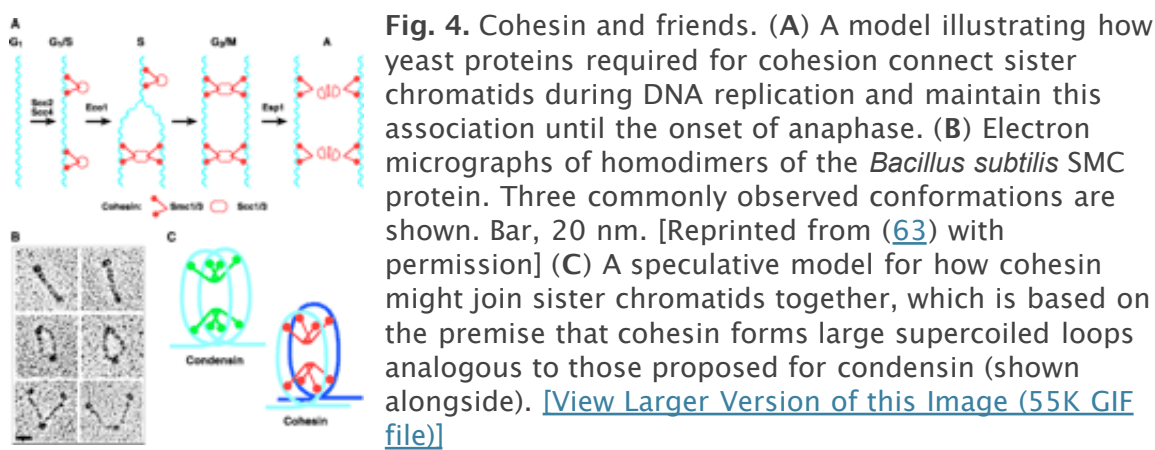 A
G1 G1/S S G2/M A
Scc2
Scc4
Eco1
Esp1
Cohesin: Smc1/3 Scc1/3
B
C
Condensin
Cohesin
Fig. 4. Cohesin and friends. (A) A model illustrating how
yeast proteins required for cohesion connect sister
chromatids during DNA replication and maintain this
association until the onset of anaphase. (B) Electron
micrographs of homodimers of the Bacillus subtilis SMC
protein. Three commonly observed conformations are
shown. Bar, 20 nm. [Reprinted from (63) with
permission] (C) A speculative model for how cohesin
might join sister chromatids together, which is based on
the premise that cohesin forms large supercoiled loops
analogous to those proposed for condensin (shown
alongside). [View Larger Version of this Image (55K GIF
file)]